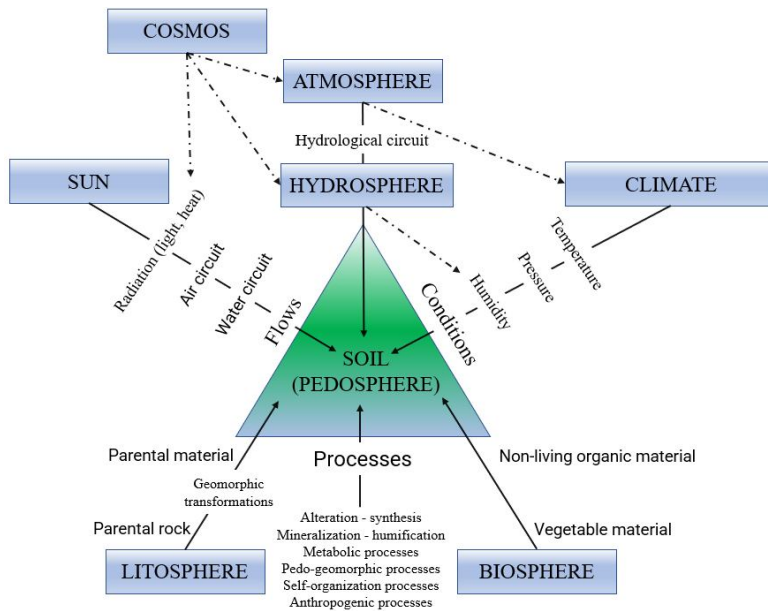 COSMOS
ATMOSPHERE
Hydrological circuit
SUN
HYDROSPHERE
CLIMATE
Radiation (light, heat)
Air circuit
Water circuit
Flows
Conditions
Humidity
Pressure
Temperature
SOIL
(PEDOSPHERE)
Parental material
Geomorphic
transformations
Parental rock
LITOSPHERE
Processes
Alteration - synthesis
Mineralization - humification
Metabolic processes
Pedo-geomorphic processes
Self-organization processes
Anthropogenic processes
Non-living organic material
Vegetable material
BIOSPHERE